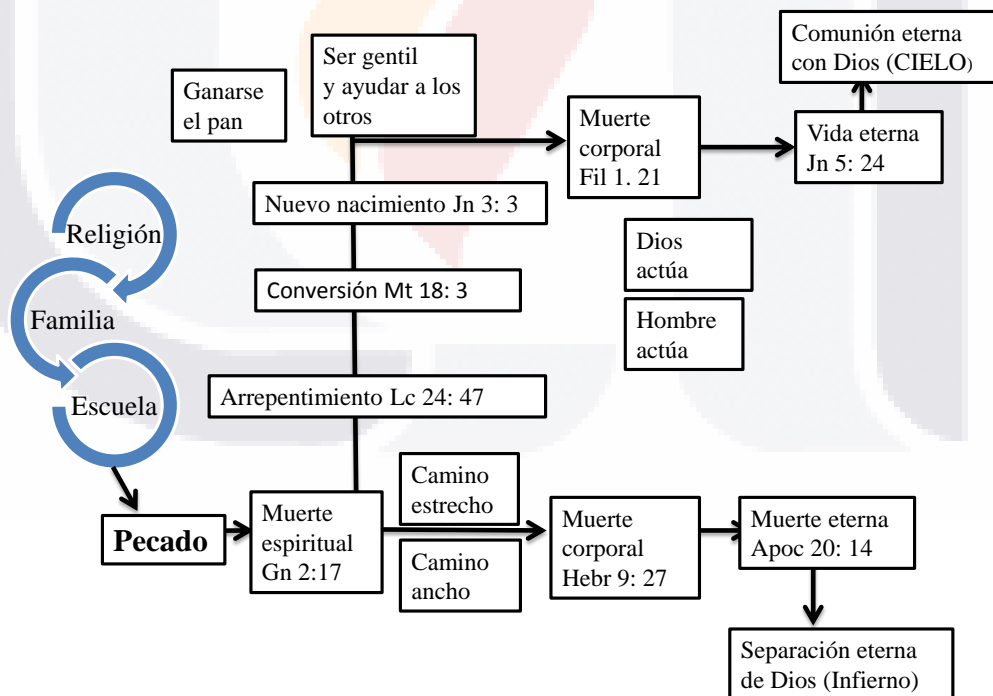 Comunión eterna
con Dios (CIELO)
Ser gentil
y ayudar a los
otros
Ganarse
el pan
Muerte
corporal
Fil 1. 21
Vida eterna
Jn 5: 24
Nuevo nacimiento Jn 3: 3
Religión
Dios
actúa
Conversión Mt 18: 3
Familia
Hombre
actúa
Escuela
Arrepentimiento Lc 24: 47
Camino
estrecho
Pecado
Muerte
espiritual
Gn 2:17
Camino
ancho
Muerte
corporal
Hebr 9: 27
Muerte eterna
Apoc 20: 14
Separación eterna
de Dios (Infierno)